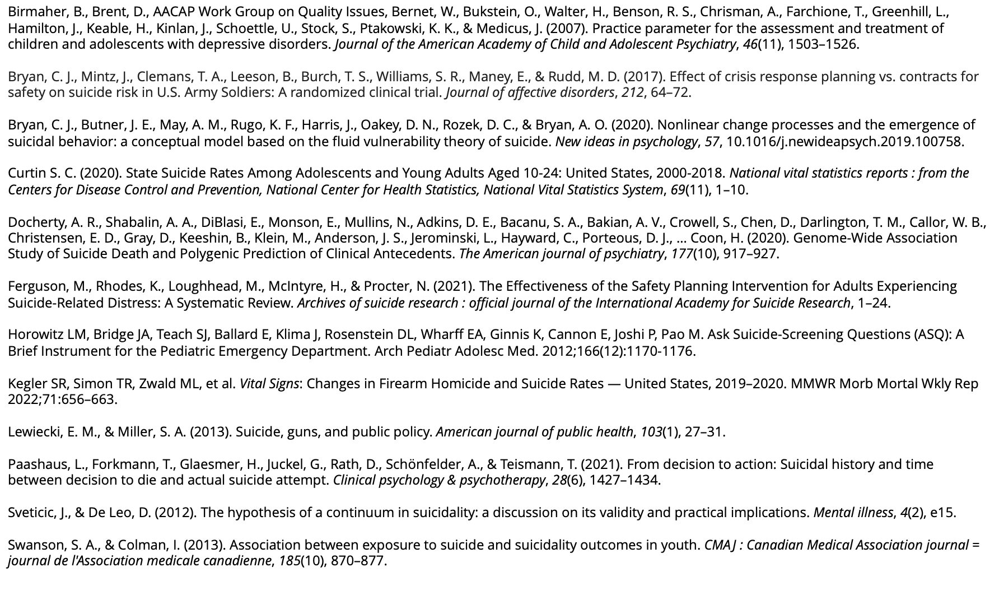 Birmaher, B., Brent, D., AACAP Work Group on Quality Issues, Bernet, W., Bukstein, O., Walter, H., Benson, R. S., Chrisman, A., Farchione, T., Greenhill, L.,
Hamilton, J., Keable, H., Kinlan, J., Schoettle, U., Stock, S., Ptakowski, K. K., & Medicus, J. (2007). Practice parameter for the assessment and treatment of
children and adolescents with depressive disorders. Journal of the American Academy of Child and Adolescent Psychiatry, 46(11), 1503–1526.
Bryan, C. J., Mintz, J., Clemans, T. A., Leeson, B., Burch, T. S., Williams, S. R., Maney, E., & Rudd, M. D. (2017). Effect of crisis response planning vs. contracts for
safety on suicide risk in U.S. Army Soldiers: A randomized clinical trial. Journal of affective disorders, 212, 64–72.
Bryan, C. J., Butner, J. E., May, A. M., Rugo, K. F., Harris, J., Oakey, D. N., Rozek, D. C., & Bryan, A. O. (2020). Nonlinear change processes and the emergence of
suicidal behavior: a conceptual model based on the fluid vulnerability theory of suicide. New ideas in psychology, 57, 10.1016/j.newideapsych.2019.100758.
Curtin S. C. (2020). State Suicide Rates Among Adolescents and Young Adults Aged 10-24: United States, 2000-2018. National vital statistics reports : from the
Centers for Disease Control and Prevention, National Center for Health Statistics, National Vital Statistics System, 69(11), 1–10.
Docherty, A. R., Shabalin, A. A., DiBlasi, E., Monson, E., Mullins, N., Adkins, D. E., Bacanu, S. A., Bakian, A. V., Crowell, S., Chen, D., Darlington, T. M., Callor, W. B.,
Christensen, E. D., Gray, D., Keeshin, B., Klein, M., Anderson, J. S., Jerominski, L., Hayward, C., Porteous, D. J., ... Coon, H. (2020). Genome-Wide Association
Study of Suicide Death and Polygenic Prediction of Clinical Antecedents. The American journal of psychiatry, 177(10), 917–927.
Ferguson, M., Rhodes, K., Loughhead, M., McIntyre, H., & Procter, N. (2021). The Effectiveness of the Safety Planning Intervention for Adults Experiencing
Suicide-Related Distress: A Systematic Review. Archives of suicide research : official journal of the International Academy for Suicide Research, 1–24.
Horowitz LM, Bridge JA, Teach SJ, Ballard E, Klima J, Rosenstein DL, Wharff EA, Ginnis K, Cannon E, Joshi P, Pao M. Ask Suicide-Screening Questions (ASQ): A
Brief Instrument for the Pediatric Emergency Department. Arch Pediatr Adolesc Med. 2012;166(12):1170-1176.
Kegler SR, Simon TR, Zwald ML, et al. Vital Signs: Changes in Firearm Homicide and Suicide Rates — United States, 2019–2020. MMWR Morb Mortal Wkly Rep
2022;71:656–663.
Lewiecki, E. M., & Miller, S. A. (2013). Suicide, guns, and public policy. American journal of public health, 103(1), 27–31.
Paashaus, L., Forkmann, T., Glaesmer, H., Juckel, G., Rath, D., Schönfelder, A., & Teismann, T. (2021). From decision to action: Suicidal history and time
between decision to die and actual suicide attempt. Clinical psychology & psychotherapy, 28(6), 1427–1434.
Sveticic, J., & De Leo, D. (2012). The hypothesis of a continuum in suicidality: a discussion on its validity and practical implications. Mental illness, 4(2), e15.
Swanson, S. A., & Colman, I. (2013). Association between exposure to suicide and suicidality outcomes in youth. CMAJ : Canadian Medical Association journal =
journal de l'Association medicale canadienne, 185(10), 870–877.